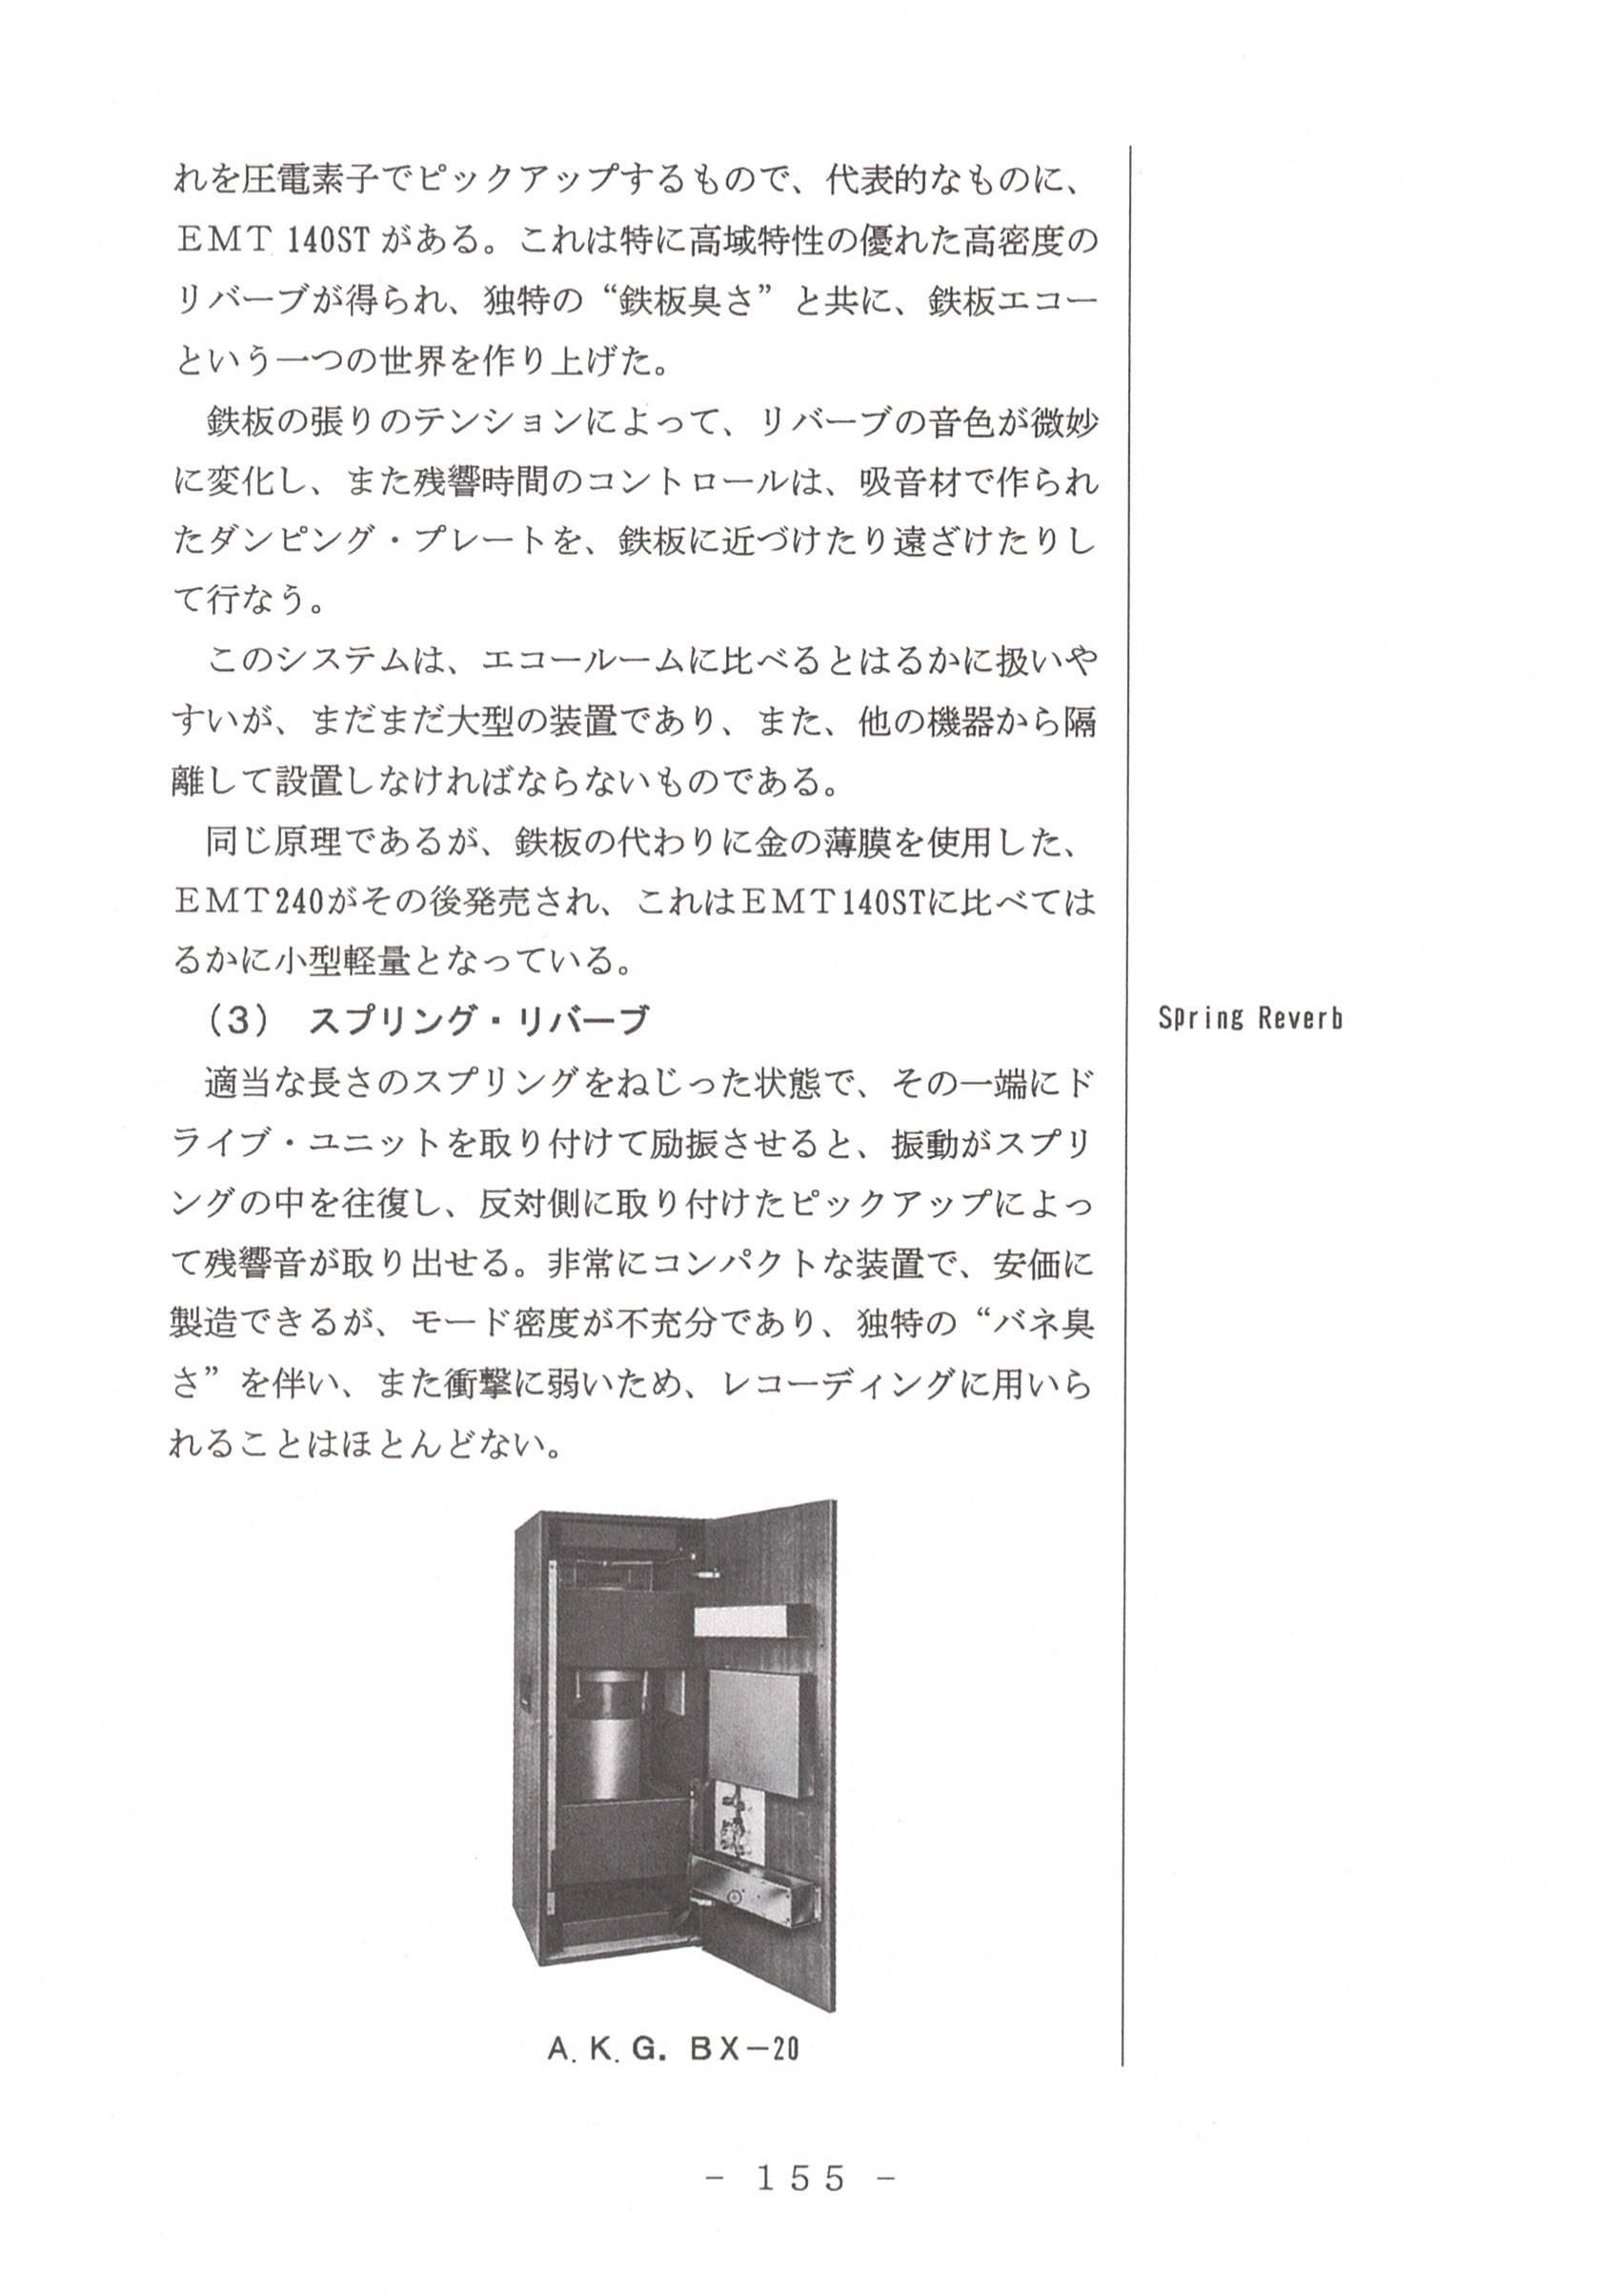 れを圧電素子でピックアップするもので、代表的なものに、
ＥＭＴ 140ST がある。これは特に高域特性の優れた高密度の
リバーブが得られ、独特の“鉄板臭さ”と共に、鉄板エコー
という一つの世界を作り上げた。
　鉄板の張りのテンションによって、リバーブの音色が微妙
に変化し、また残響時間のコントロールは、吸音材で作られ
たダンピング・プレートを、鉄板に近づけたり遠ざけたりし
て行なう。
　このシステムは、エコールームに比べるとはるかに扱いや
すいが、まだまだ大型の装置であり、また、他の機器から隔
離して設置しなければならないものである。
　同じ原理であるが、鉄板の代わりに金の薄膜を使用した、
ＥＭＴ240がその後発売され、これはＥＭＴ140STに比べては
るかに小型軽量となっている。
（3）　スプリング・リバーブ
Spring Reverb
　適当な長さのスプリングをねじった状態で、その一端にド
ライブ・ユニットを取り付けて励振させると、振動がスプリ
ングの中を往復し、反対側に取り付けたピックアップによっ
て残響音が取り出せる。非常にコンパクトな装置で、安価に
製造できるが、モード密度が不充分であり、独特の“バネ臭
さ”を伴い、また衝撃に弱いため、レコーディングに用いら
れることはほとんどない。
Ａ.Ｋ.Ｇ. ＢＸ－20
－ 155 －